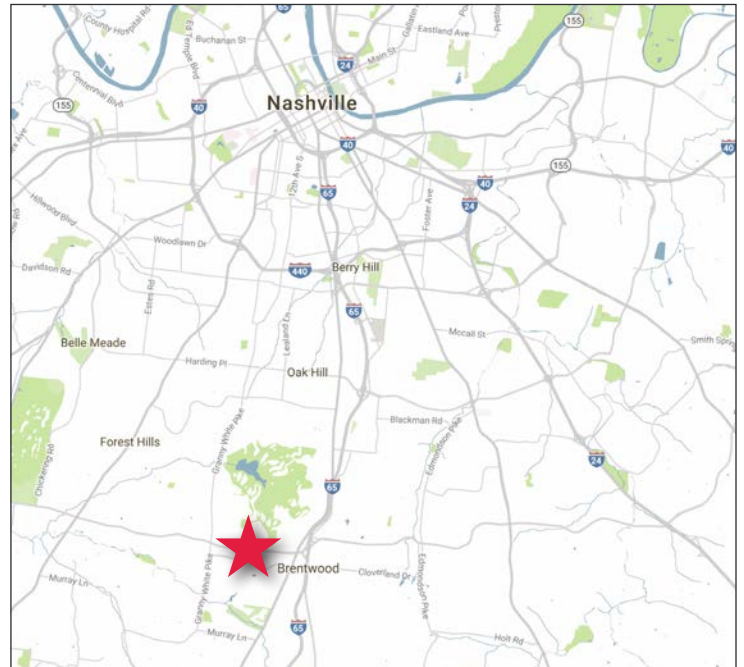 County Hospital Rd
65
Buchanan St
Ed Temple Blvd
Eastland Ave
155
Main St
24
Centennial Blvd
155
40
Nashville
40
40
155
12th Ave S
65
40
24
Foster Ave
Hillwood Blvd
Woodlawn Dr
Davidson Rd
440
Berry Hill
Estes Rd
Lealand Ln
65
Mccall St
Belle Meade
Harding Pl
Oak Hill
Blackman Rd
Forest Hills
Granny White Pike
Edmondson Pike
Chickering Rd
24
65
Brentwood
Cloverland Dr
Murray Ln
Granny White Pike
Edmondson Pike
Murray Ln
65
Holt Rd